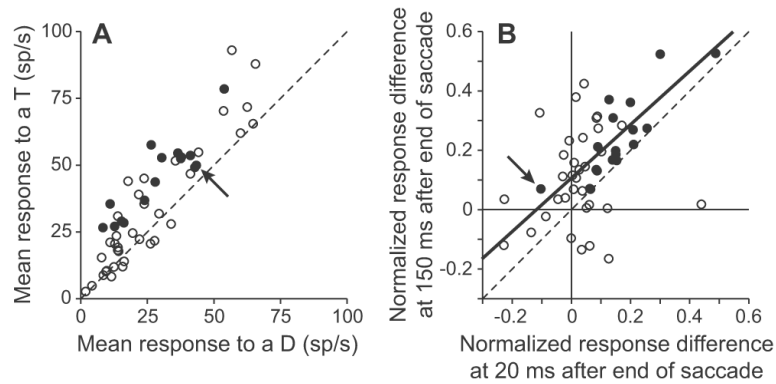 A
Mean response to a T (sp/s)
100
75
50
25
0
0
25
50
75
100
Mean response to a D (sp/s)
B
Normalized response difference
at 150 ms after end of saccade
0.6
0.4
0.2
0
-0.2
-0.2
0
0.2
0.4
0.6
Normalized response difference
at 20 ms after end of saccade